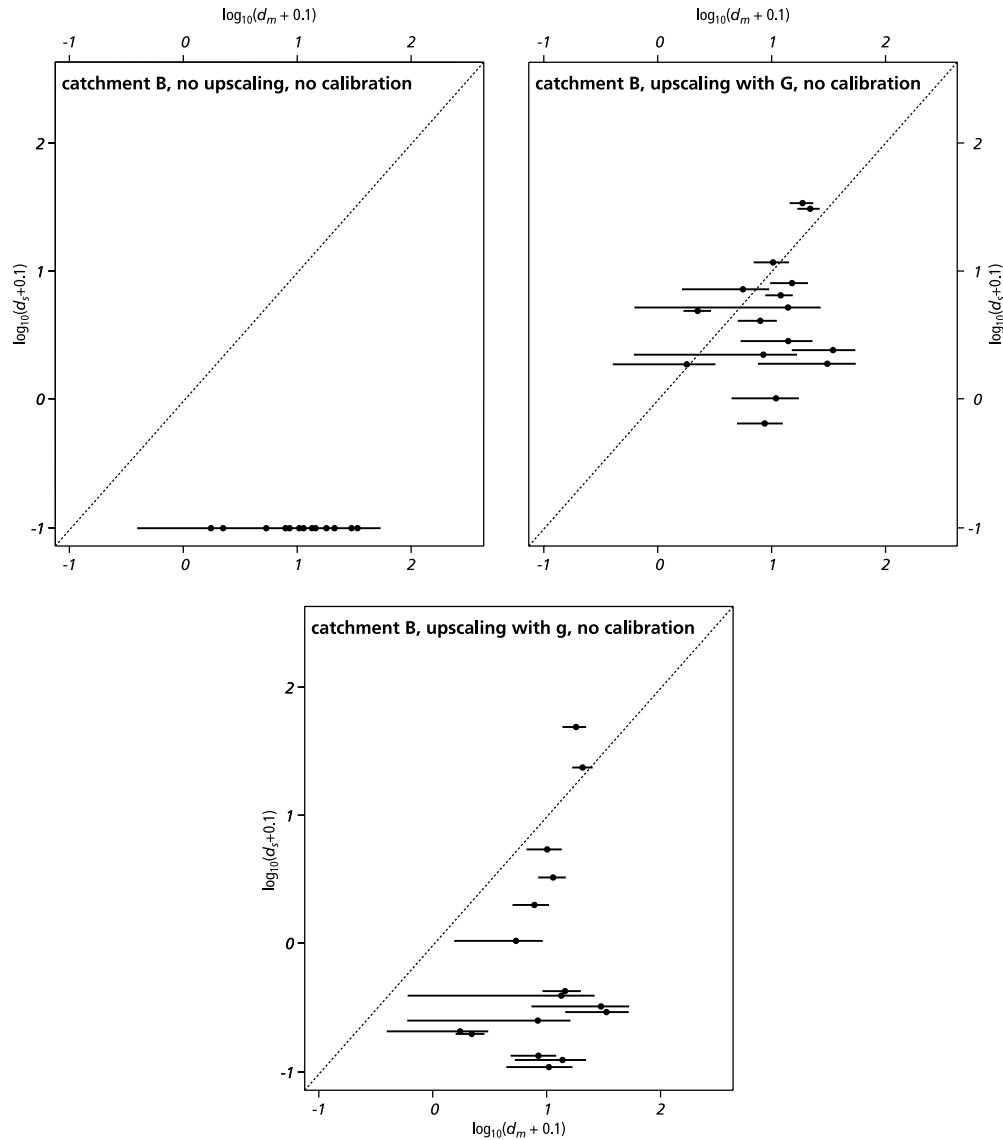 log₁₀(dₘ + 0.1)
log₁₀(dₘ + 0.1)
-1 0 1 2
-1 0 1 2
catchment B, no upscaling, no calibration
catchment B, upscaling with G, no calibration
2
1
0
-1
log₁₀(dₛ+0.1)
2
1
0
-1
log₁₀(dₛ+0.1)
-1 0 1 2
-1 0 1 2
catchment B, upscaling with g, no calibration
2
1
0
-1
log₁₀(dₛ+0.1)
-1 0 1 2
log₁₀(dₘ + 0.1)